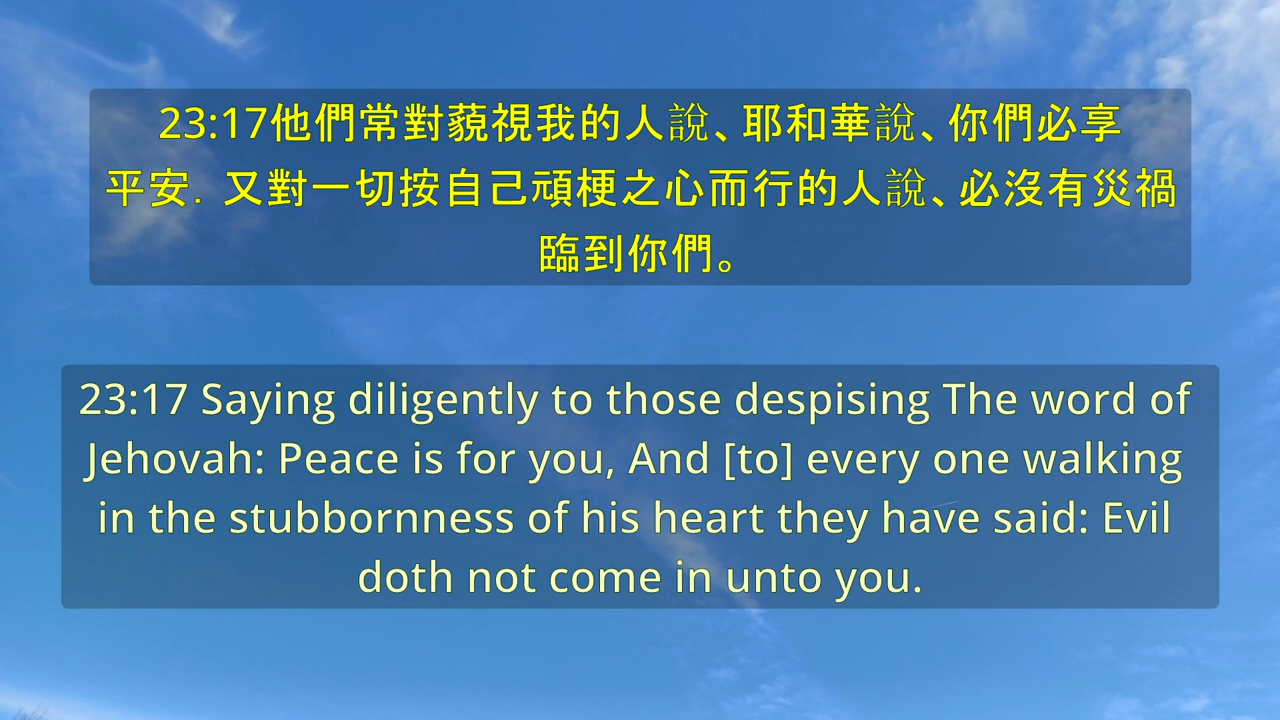 23:17他們常對藐視我的人說、耶和華說、你們必享
平安．又對一切按自己頑梗之心而行的人說、必沒有災禍
臨到你們。
23:17 Saying diligently to those despising The word of
Jehovah: Peace is for you, And [to] every one walking
in the stubbornness of his heart they have said: Evil
doth not come in unto you.